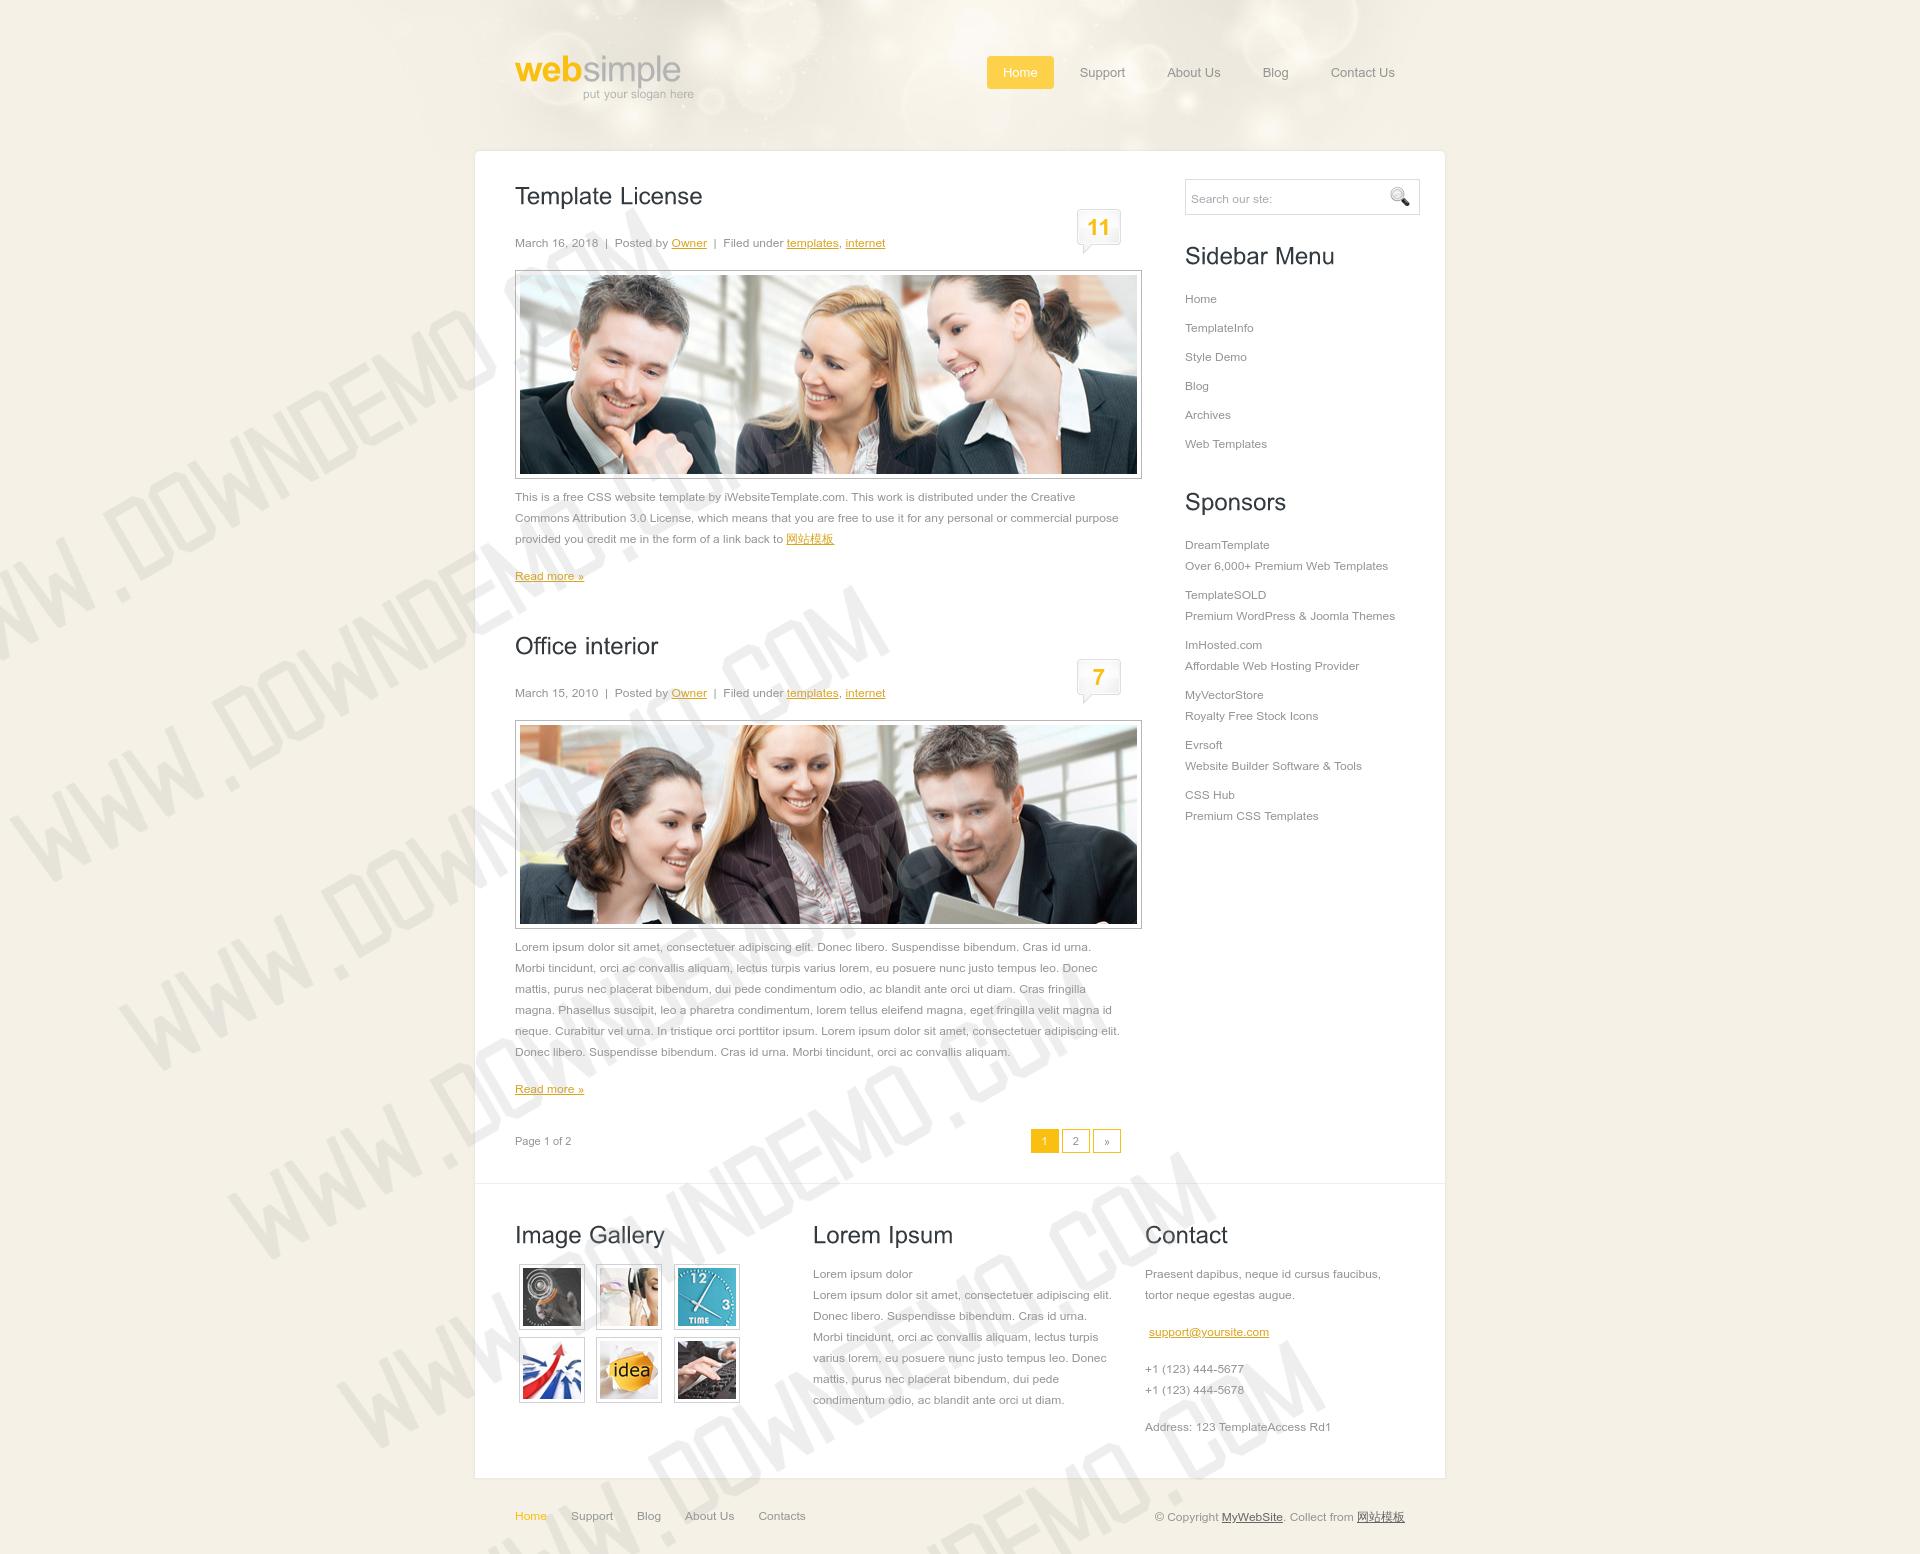 websimple
put your slogan here
Home Support About Us Blog Contact Us
Template License
11
March 16, 2018 | Posted by Owner | Filed under templates, internet
This is a free CSS website template by iWebsiteTemplate.com. This work is distributed under the Creative
Commons Attribution 3.0 License, which means that you are free to use it for any personal or commercial purpose
provided you credit me in the form of a link back to 网站模板
Read more »
Office interior
7
March 15, 2010 | Posted by Owner | Filed under templates, internet
Lorem ipsum dolor sit amet, consectetuer adipiscing elit. Donec libero. Suspendisse bibendum. Cras id urna.
Morbi tincidunt, orci ac convallis aliquam, lectus turpis varius lorem, eu posuere nunc justo tempus leo. Donec
mattis, purus nec placerat bibendum, dui pede condimentum odio, ac blandit ante orci ut diam. Cras fringilla
magna. Phasellus suscipit, leo a pharetra condimentum, lorem tellus eleifend magna, eget fringilla velit magna id
neque. Curabitur vel urna. In tristique orci porttitor ipsum. Lorem ipsum dolor sit amet, consectetuer adipiscing elit.
Donec libero. Suspendisse bibendum. Cras id urna. Morbi tincidunt, orci ac convallis aliquam.
Read more »
Page 1 of 2
1 2 »
Search our ste:
Sidebar Menu
Home
TemplateInfo
Style Demo
Blog
Archives
Web Templates
Sponsors
DreamTemplate
Over 6,000+ Premium Web Templates
TemplateSOLD
Premium WordPress & Joomla Themes
ImHosted.com
Affordable Web Hosting Provider
MyVectorStore
Royalty Free Stock Icons
Evrsoft
Website Builder Software & Tools
CSS Hub
Premium CSS Templates
Image Gallery
12
3
TIME
idea
Lorem Ipsum
Lorem ipsum dolor
Lorem ipsum dolor sit amet, consectetuer adipiscing elit.
Donec libero. Suspendisse bibendum. Cras id urna.
Morbi tincidunt, orci ac convallis aliquam, lectus turpis
varius lorem, eu posuere nunc justo tempus leo. Donec
mattis, purus nec placerat bibendum, dui pede
condimentum odio, ac blandit ante orci ut diam.
Contact
Praesent dapibus, neque id cursus faucibus,
tortor neque egestas augue.
support@yoursite.com
+1 (123) 444-5677
+1 (123) 444-5678
Address: 123 TemplateAccess Rd1
Home Support Blog About Us Contacts
© Copyright MyWebSite. Collect from 网站模板
WWW.DOWNDEMO.COM
WWW.DOWNDEMO.COM
WWW.DOWNDEMO.COM
WWW.DOWNDEMO.COM
WWW.DOWNDEMO.COM
WWW.DOWNDEMO.COM
DEMO.COM